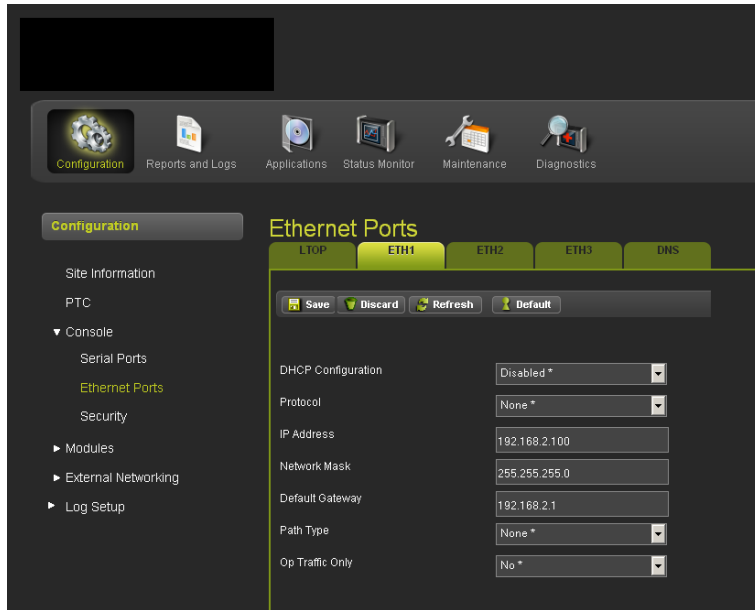 Configuration
Reports and Logs
Applications
Status Monitor
Maintenance
Diagnostics
Configuration
Site Information
PTC
Console
Serial Ports
Ethernet Ports
Security
Modules
External Networking
Log Setup
Ethernet Ports
LTOP ETH1 ETH2 ETH3 DNS
Save Discard Refresh Default
DHCP Configuration Disabled *
Protocol None *
IP Address 192.168.2.100
Network Mask 255.255.255.0
Default Gateway 192.168.2.1
Path Type None *
Op Traffic Only No *